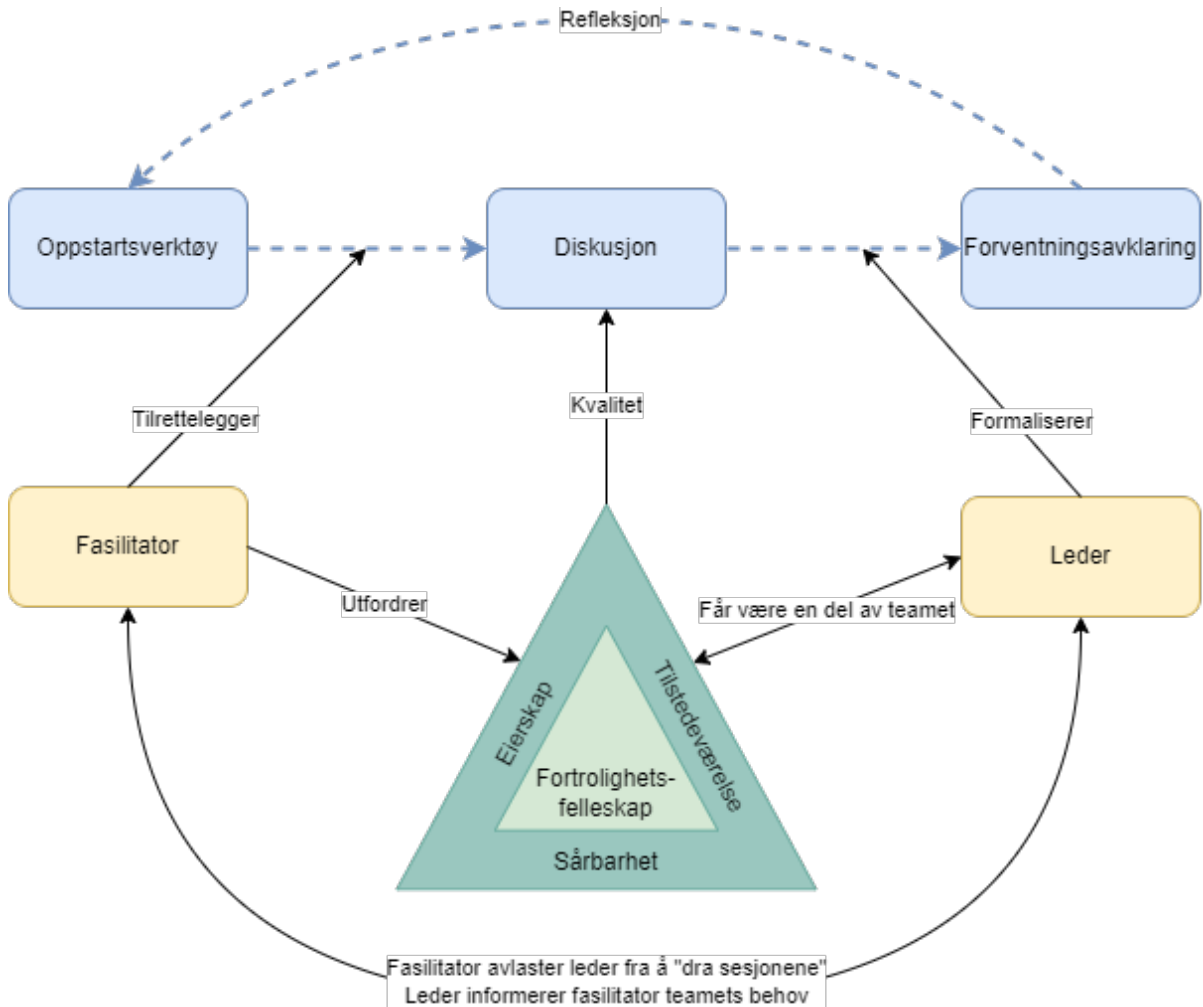 Refleksjon
Oppstartsverktøy
Diskusjon
Forventningsavklaring
Tilrettelegger
Kvalitet
Formaliserer
Fasilitator
Leder
Utfordrer
Får være en del av teamet
Eierskap
Tilstedeværelse
Fortrolighets-
felleskap
Sårbarhet
Fasilitator avlaster leder fra å "dra sesjonene"
Leder informerer fasilitator teamets behov